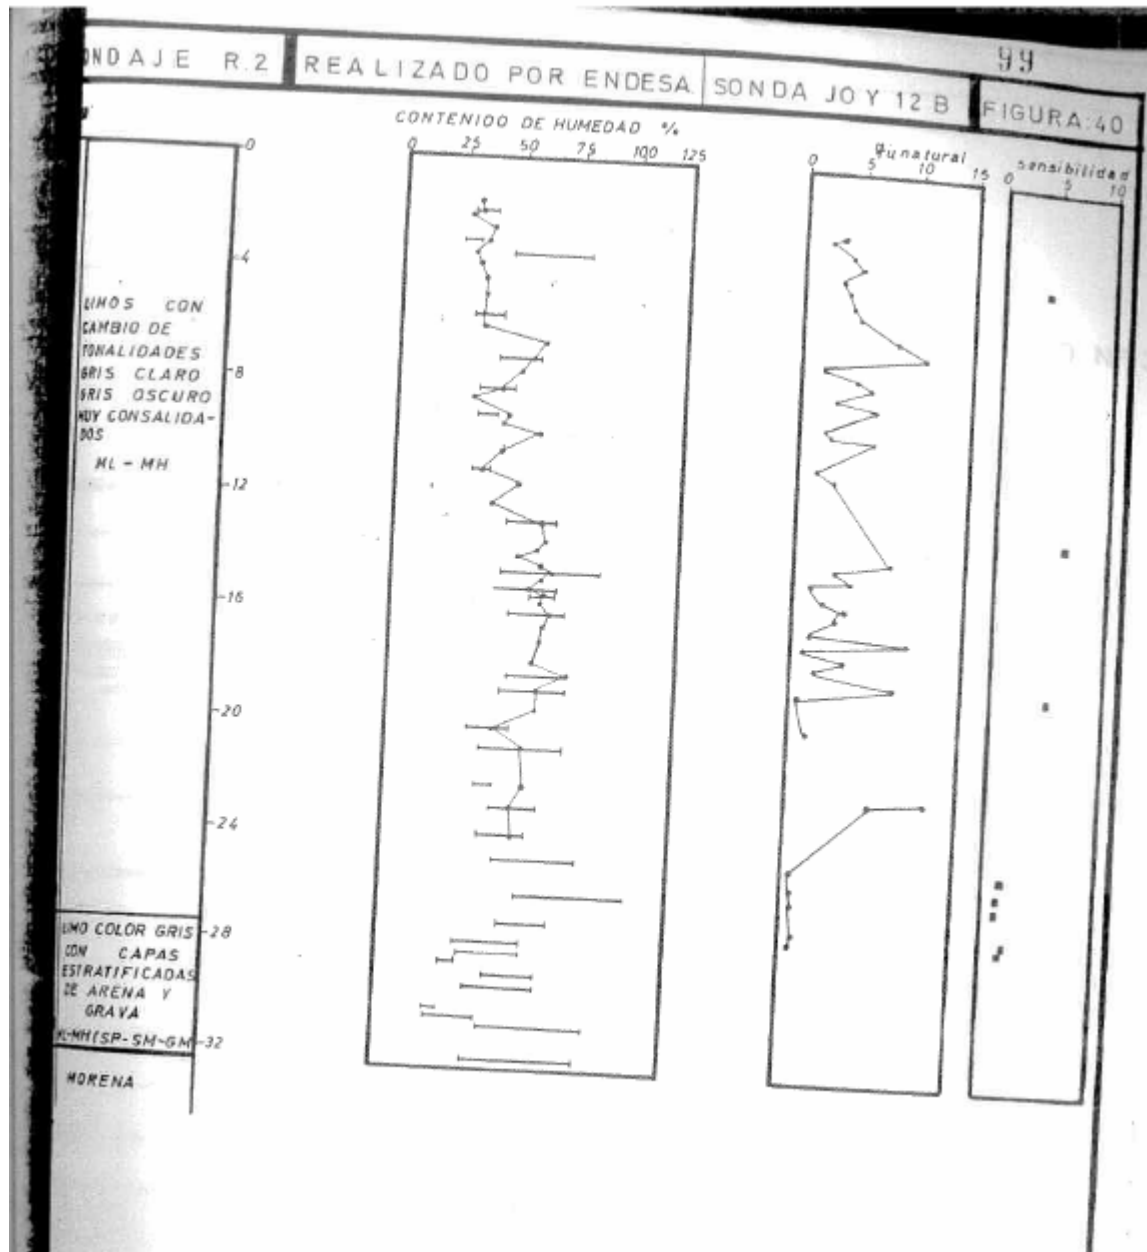 99
ONDAJE R.2 REALIZADO POR ENDESA. SONDA JOY 12 B FIGURA:40
CONTENIDO DE HUMEDAD %
0 25 50 75 100 125
qu natural
0 5 10 15
sensibilidad
0 5 10
0
4
LIMOS CON
CAMBIO DE
TONALIDADES
GRIS CLARO
GRIS OSCURO
MUY CONSALIDA-
DOS
ML - MH
8
12
16
20
24
28
32
LIMO COLOR GRIS
CON CAPAS
ESTRATIFICADAS
DE ARENA Y
GRAVA
ML-MH(SP-SM-GM
MORENA